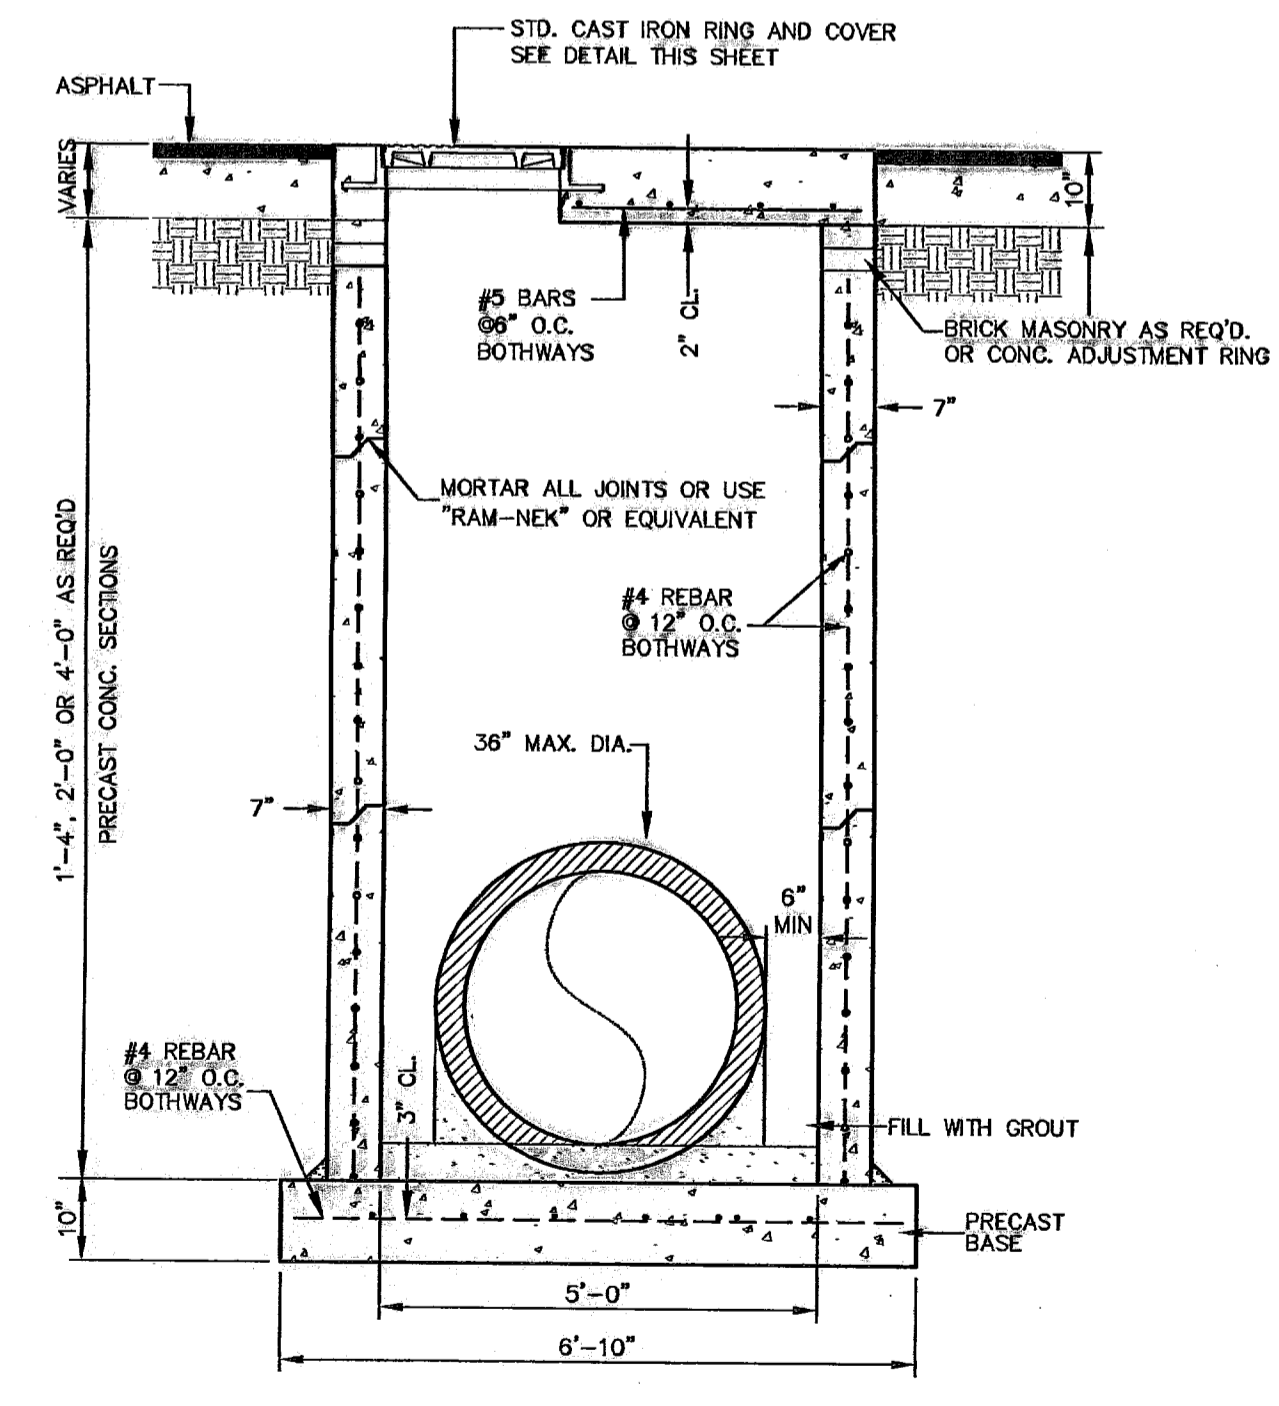 STD. CAST IRON RING AND COVER
SEE DETAIL THIS SHEET
ASPHALT
VARIES
10"
#5 BARS
@6" O.C.
BOTHWAYS
2" CL.
BRICK MASONRY AS REQ'D.
OR CONC. ADJUSTMENT RING
7"
MORTAR ALL JOINTS OR USE
"RAM-NEK" OR EQUIVALENT
1'-4", 2'-0" OR 4'-0" AS REQ'D
PRECAST CONC. SECTIONS
#4 REBAR
@ 12" O.C.
BOTHWAYS
36" MAX. DIA.
7"
6"
MIN
#4 REBAR
@ 12" O.C.
BOTHWAYS
3" CL.
FILL WITH GROUT
10"
PRECAST
BASE
5'-0"
6'-10"